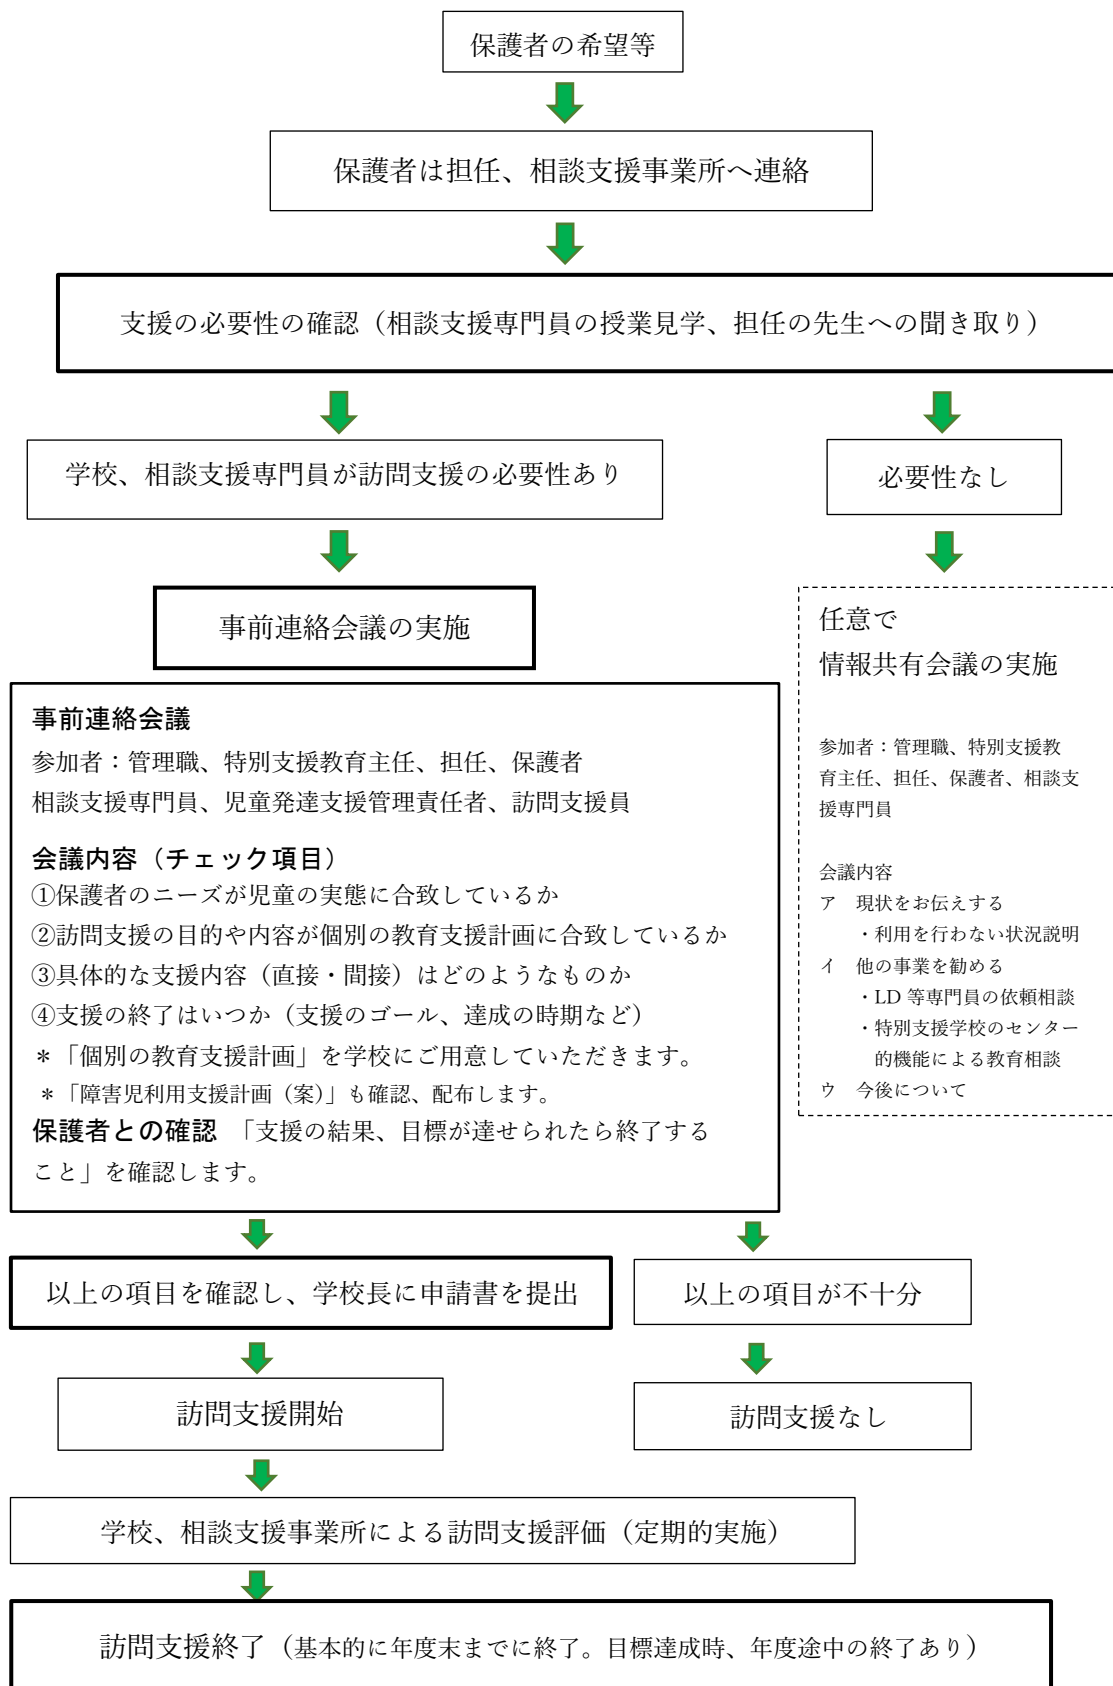 保護者の希望等
保護者は担任、相談支援事業所へ連絡
支援の必要性の確認（相談支援専門員の授業見学、担任の先生への聞き取り）
学校、相談支援専門員が訪問支援の必要性あり
必要性なし
事前連絡会議の実施
事前連絡会議
参加者：管理職、特別支援教育主任、担任、保護者
相談支援専門員、児童発達支援管理責任者、訪問支援員
会議内容（チェック項目）
①保護者のニーズが児童の実態に合致しているか
②訪問支援の目的や内容が個別の教育支援計画に合致しているか
③具体的な支援内容（直接・間接）はどのようなものか
④支援の終了はいつか（支援のゴール、達成の時期など）
＊「個別の教育支援計画」を学校にご用意していただきます。
＊「障害児利用支援計画（案）」も確認、配布します。
保護者との確認　「支援の結果、目標が達せられたら終了する
こと」を確認します。
任意で
情報共有会議の実施
参加者：管理職、特別支援教
育主任、担任、保護者、相談支
援専門員
会議内容
ア　現状をお伝えする
・利用を行わない状況説明
イ　他の事業を勧める
・LD 等専門員の依頼相談
・特別支援学校のセンター
的機能による教育相談
ウ　今後について
以上の項目を確認し、学校長に申請書を提出
以上の項目が不十分
訪問支援開始
訪問支援なし
学校、相談支援事業所による訪問支援評価（定期的実施）
訪問支援終了（基本的に年度末までに終了。目標達成時、年度途中の終了あり）